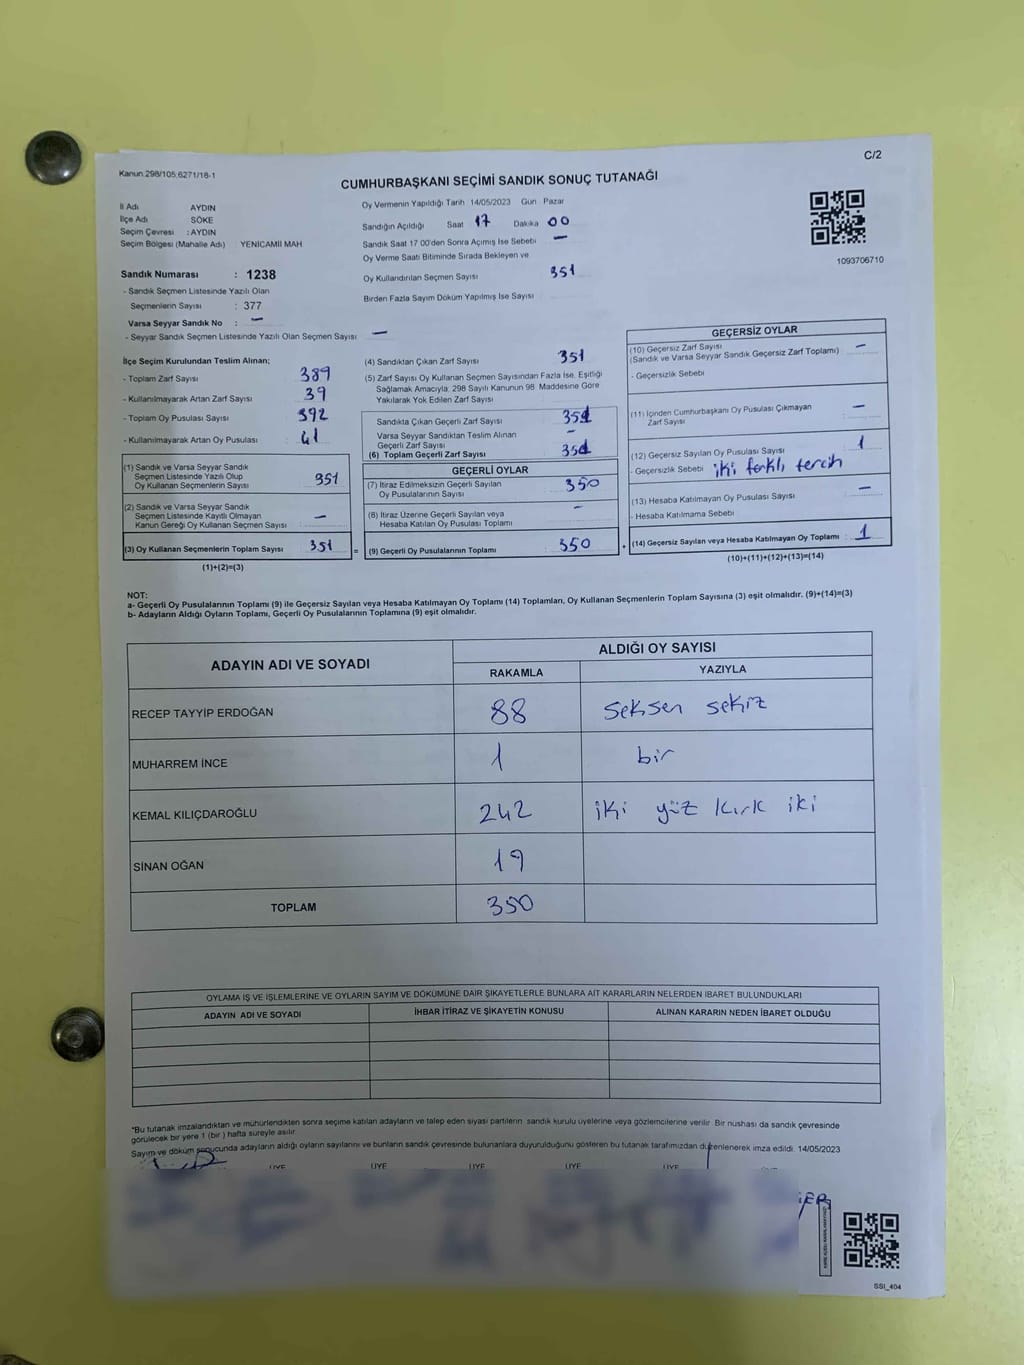 C/2
Kanun:298/105;6271/18-1
CUMHURBAŞKANI SEÇİMİ SANDIK SONUÇ TUTANAĞI
İl Adı AYDIN
İlçe Adı SÖKE
Seçim Çevresi : AYDIN
Seçim Bölgesi (Mahalle Adı) YENİCAMİİ MAH
Sandık Numarası : 1238
- Sandık Seçmen Listesinde Yazılı Olan
Seçmenlerin Sayısı : 377
Varsa Seyyar Sandık No : —
- Seyyar Sandık Seçmen Listesinde Yazılı Olan Seçmen Sayısı —
Oy Vermenin Yapıldığı Tarih 14/05/2023 Gün Pazar
Sandığın Açıldığı Saat 17 Dakika 00
Sandık Saat 17 00'den Sonra Açılmış İse Sebebi —
Oy Verme Saati Bitiminde Sırada Bekleyen ve
Oy Kullandırılan Seçmen Sayısı 351
Birden Fazla Sayım Döküm Yapılmış İse Sayısı
1093706710
İlçe Seçim Kurulundan Teslim Alınan;
- Toplam Zarf Sayısı 389
- Kullanılmayarak Artan Zarf Sayısı 39
- Toplam Oy Pusulası Sayısı 392
- Kullanılmayarak Artan Oy Pusulası 41
(1) Sandık ve Varsa Seyyar Sandık
Seçmen Listesinde Yazılı Olup
Oy Kullanan Seçmenlerin Sayısı 351
(2) Sandık ve Varsa Seyyar Sandık
Seçmen Listesinde Kayıtlı Olmayan
Kanun Gereği Oy Kullanan Seçmen Sayısı —
(3) Oy Kullanan Seçmenlerin Toplam Sayısı 351 =
(1)+(2)=(3)
(4) Sandıktan Çıkan Zarf Sayısı 351
(5) Zarf Sayısı Oy Kullanan Seçmen Sayısından Fazla İse, Eşitliği
Sağlamak Amacıyla, 298 Sayılı Kanunun 98. Maddesine Göre
Yakılarak Yok Edilen Zarf Sayısı
Sandıkta Çıkan Geçerli Zarf Sayısı 351
Varsa Seyyar Sandıktan Teslim Alınan
Geçerli Zarf Sayısı —
(6) Toplam Geçerli Zarf Sayısı 351
GEÇERLİ OYLAR
(7) İtiraz Edilmeksizin Geçerli Sayılan
Oy Pusulalarının Sayısı 350
(8) İtiraz Üzerine Geçerli Sayılan veya
Hesaba Katılan Oy Pusulası Toplamı —
(9) Geçerli Oy Pusulalarının Toplamı 350 +
GEÇERSİZ OYLAR
(10) Geçersiz Zarf Sayısı
(Sandık ve Varsa Seyyar Sandık Geçersiz Zarf Toplamı) —
- Geçersizlik Sebebi
(11) İçinden Cumhurbaşkanı Oy Pusulası Çıkmayan
Zarf Sayısı —
(12) Geçersiz Sayılan Oy Pusulası Sayısı 1
- Geçersizlik Sebebi iki farklı tercih
(13) Hesaba Katılmayan Oy Pusulası Sayısı —
- Hesaba Katılmama Sebebi
(14) Geçersiz Sayılan veya Hesaba Katılmayan Oy Toplamı : 1
(10)+(11)+(12)+(13)=(14)
NOT:
a- Geçerli Oy Pusulalarının Toplamı (9) ile Geçersiz Sayılan veya Hesaba Katılmayan Oy Toplamı (14) Toplamları, Oy Kullanan Seçmenlerin Toplam Sayısına (3) eşit olmalıdır. (9)+(14)=(3)
b- Adayların Aldığı Oyların Toplamı, Geçerli Oy Pusulalarının Toplamına (9) eşit olmalıdır.
ADAYIN ADI VE SOYADI ALDIĞI OY SAYISI
RAKAMLA YAZIYLA
RECEP TAYYİP ERDOĞAN 88 seksen sekiz
MUHARREM İNCE 1 bir
KEMAL KILIÇDAROĞLU 242 iki yüz kırk iki
SİNAN OĞAN 19
TOPLAM 350
OYLAMA İŞ VE İŞLEMLERİNE VE OYLARIN SAYIM VE DÖKÜMÜNE DAİR ŞİKAYETLERLE BUNLARA AİT KARARLARIN NELERDEN İBARET BULUNDUKLARI
ADAYIN ADI VE SOYADI İHBAR İTİRAZ VE ŞİKAYETİN KONUSU ALINAN KARARIN NEDEN İBARET OLDUĞU
*Bu tutanak imzalandıktan ve mühürlendikten sonra seçime katılan adayların ve talep eden siyasi partilerin sandık kurulu üyelerine veya gözlemcilerine verilir. Bir nüshası da sandık çevresinde
görülecek bir yere 1 (bir ) hafta süreyle asılır.
Sayım ve döküm sonucunda adayların aldığı oyların sayılarını ve bunların sandık çevresinde bulunanlara duyurulduğunu gösteren bu tutanak tarafımızdan düzenlenerek imza edildi. 14/05/2023
ÜYE ÜYE ÜYE ÜYE ÜYE
SSI_404